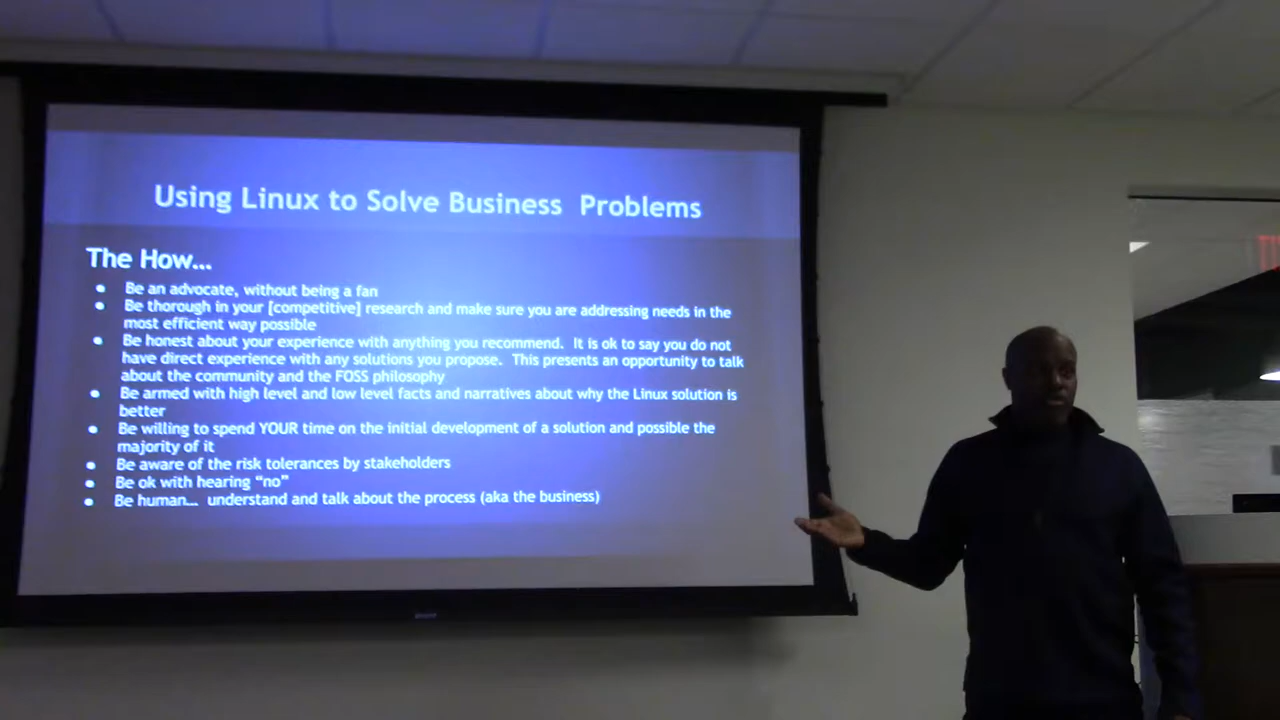 Using Linux to Solve Business Problems
The How...
● Be an advocate, without being a fan
● Be thorough in your [competitive] research and make sure you are addressing needs in the
most efficient way possible
● Be honest about your experience with anything you recommend. It is ok to say you do not
have direct experience with any solutions you propose. This presents an opportunity to talk
about the community and the FOSS philosophy
● Be armed with high level and low level facts and narratives about why the Linux solution is
better
● Be willing to spend YOUR time on the initial development of a solution and possible the
majority of it
● Be aware of the risk tolerances by stakeholders
● Be ok with hearing “no”
● Be human... understand and talk about the process (aka the business)